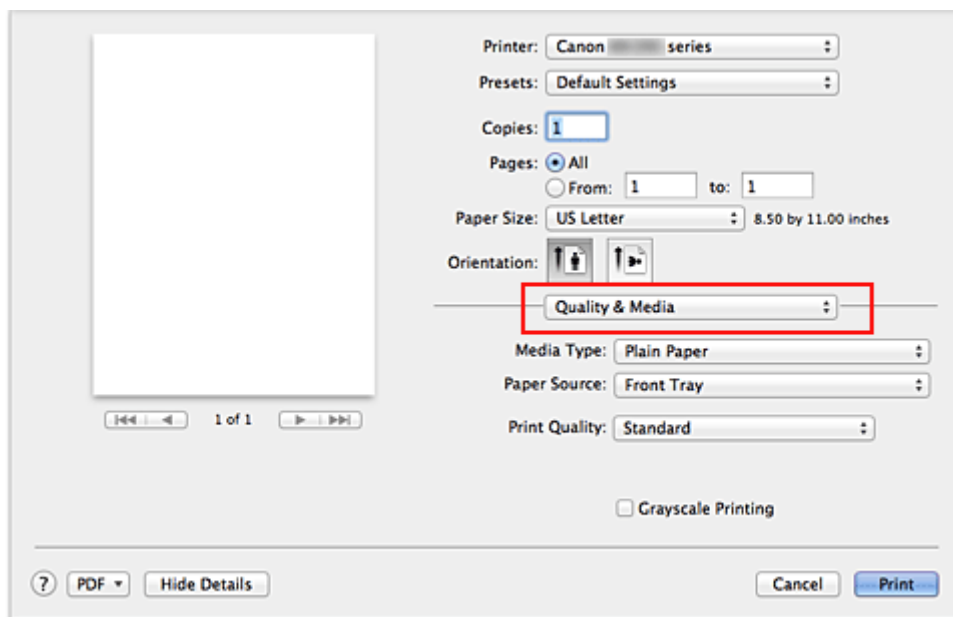 Printer: Canon series
Presets: Default Settings
Copies: 1
Pages: All
From: 1 to: 1
Paper Size: US Letter 8.50 by 11.00 inches
Orientation:
Quality & Media
Media Type: Plain Paper
Paper Source: Front Tray
1 of 1
Print Quality: Standard
Grayscale Printing
? PDF Hide Details Cancel Print